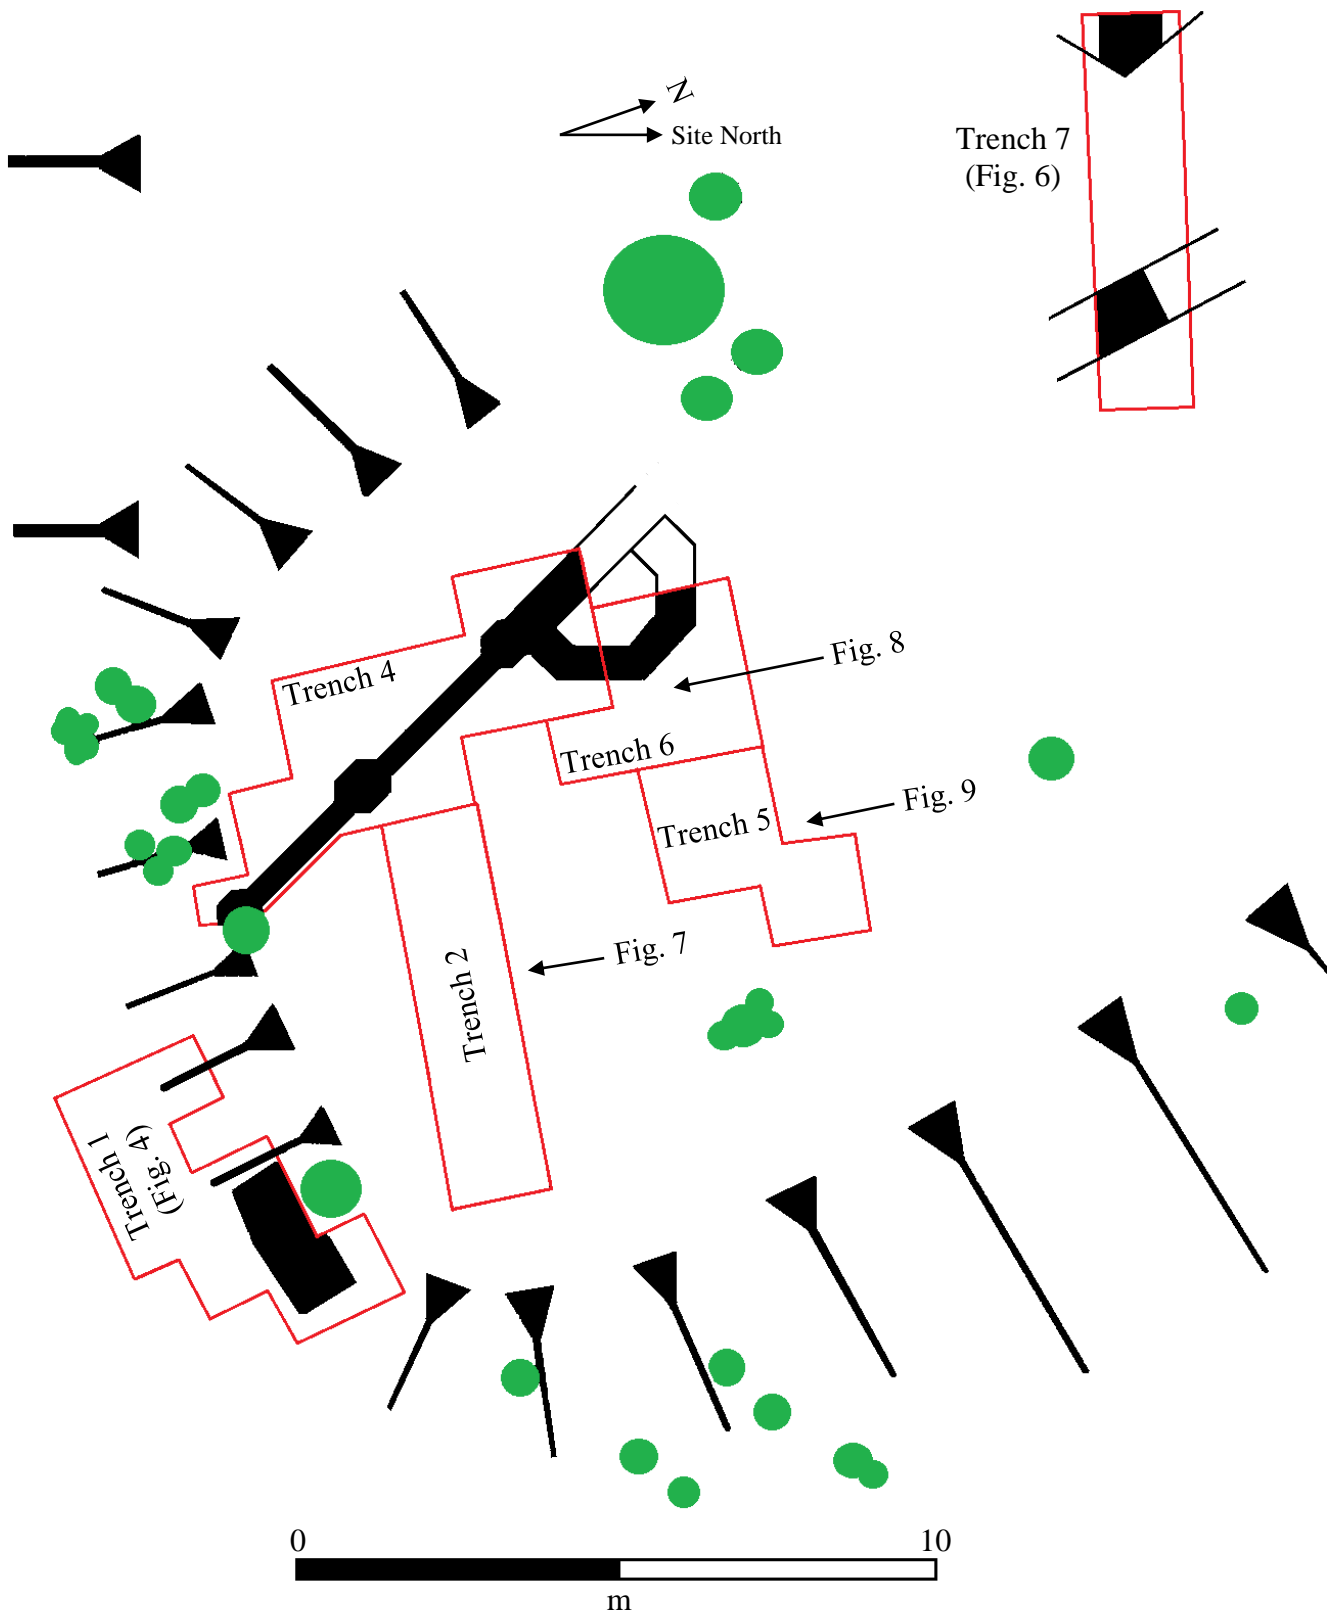 N
Site North
Trench 7
(Fig. 6)
Trench 4
Fig. 8
Trench 6
Fig. 9
Trench 5
Fig. 7
Trench 2
Trench 1
(Fig. 4)
0 10
m